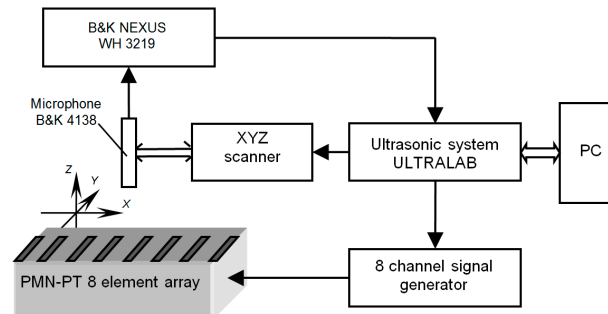 B&K NEXUS
WH 3219
Microphone
B&K 4138
XYZ
scanner
Ultrasonic system
ULTRALAB
PC
Z
Y
X
PMN-PT 8 element array
8 channel signal
generator